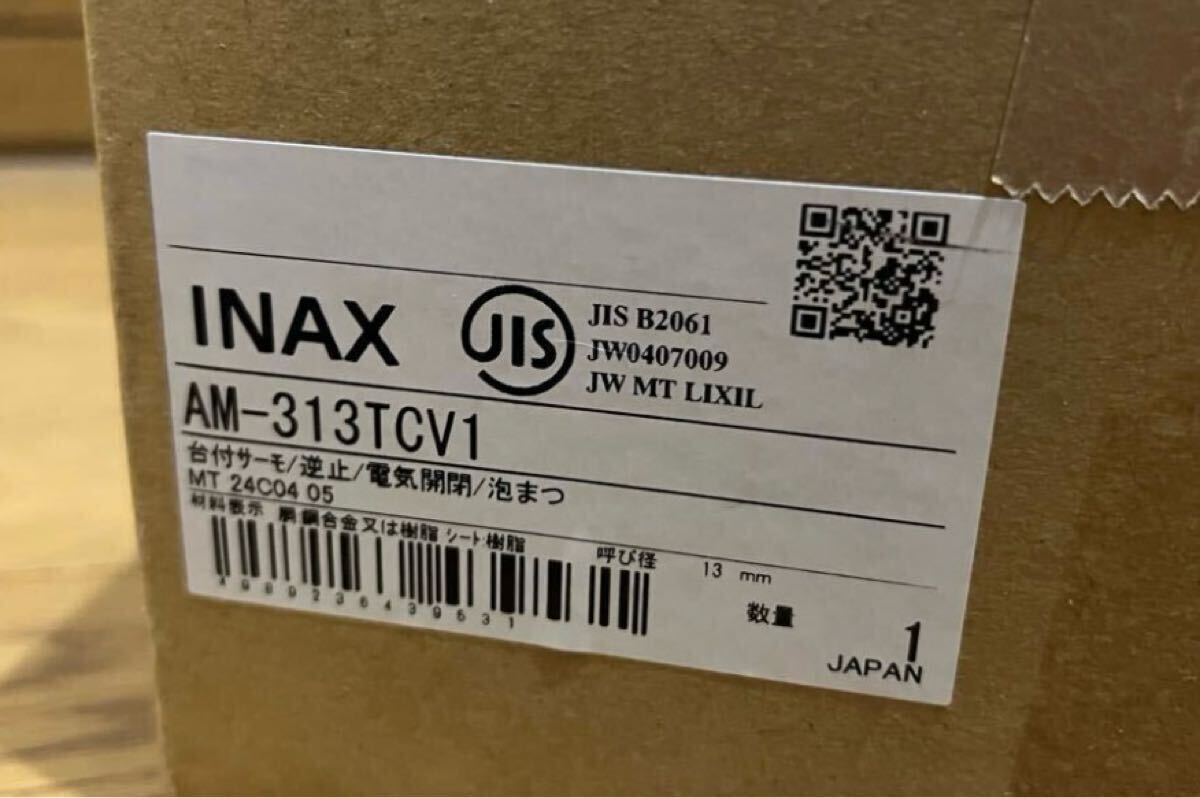 INAX
JIS
JIS B2061
JW0407009
JW MT LIXIL
AM-313TCV1
台付サーモ/逆止/電気開閉/泡まつ
MT 24C04 05
材料表示 胴:銅合金又は樹脂 シート:樹脂
呼び径 13 mm
4989236439631
数量 1
JAPAN